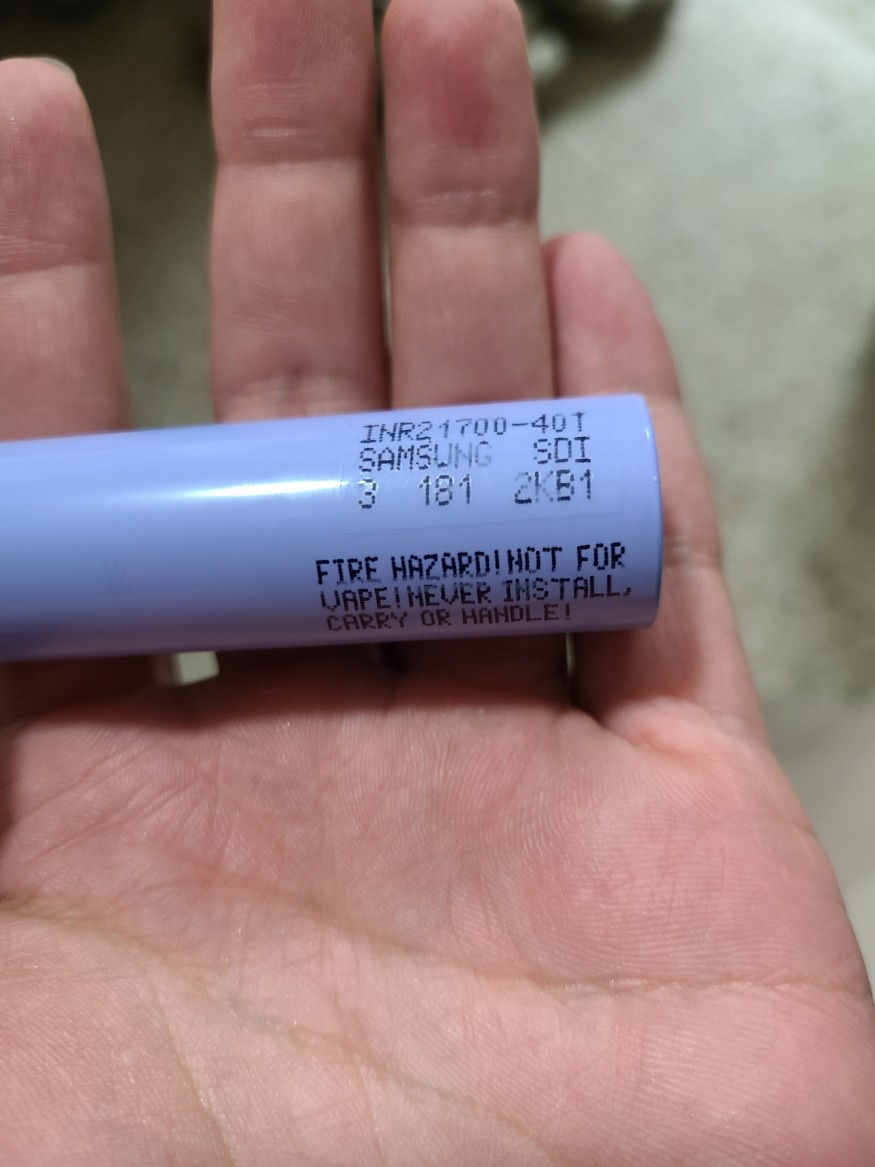 INR21700-40T
SAMSUNG SDI
3 181 2KB1
FIRE HAZARD!NOT FOR
VAPE!NEVER INSTALL,
CARRY OR HANDLE!